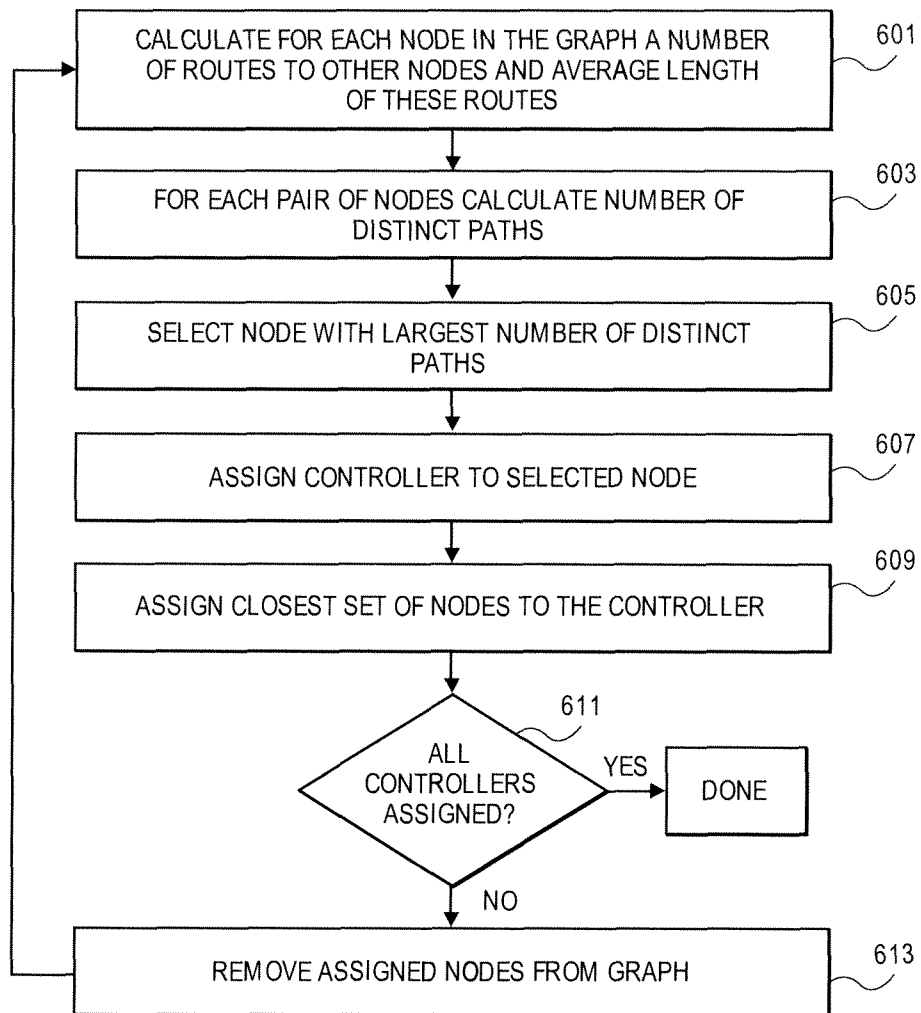 CALCULATE FOR EACH NODE IN THE GRAPH A NUMBER
OF ROUTES TO OTHER NODES AND AVERAGE LENGTH
OF THESE ROUTES
601
FOR EACH PAIR OF NODES CALCULATE NUMBER OF
DISTINCT PATHS
603
SELECT NODE WITH LARGEST NUMBER OF DISTINCT
PATHS
605
ASSIGN CONTROLLER TO SELECTED NODE
607
ASSIGN CLOSEST SET OF NODES TO THE CONTROLLER
609
ALL
CONTROLLERS
ASSIGNED?
611
YES
DONE
NO
REMOVE ASSIGNED NODES FROM GRAPH
613